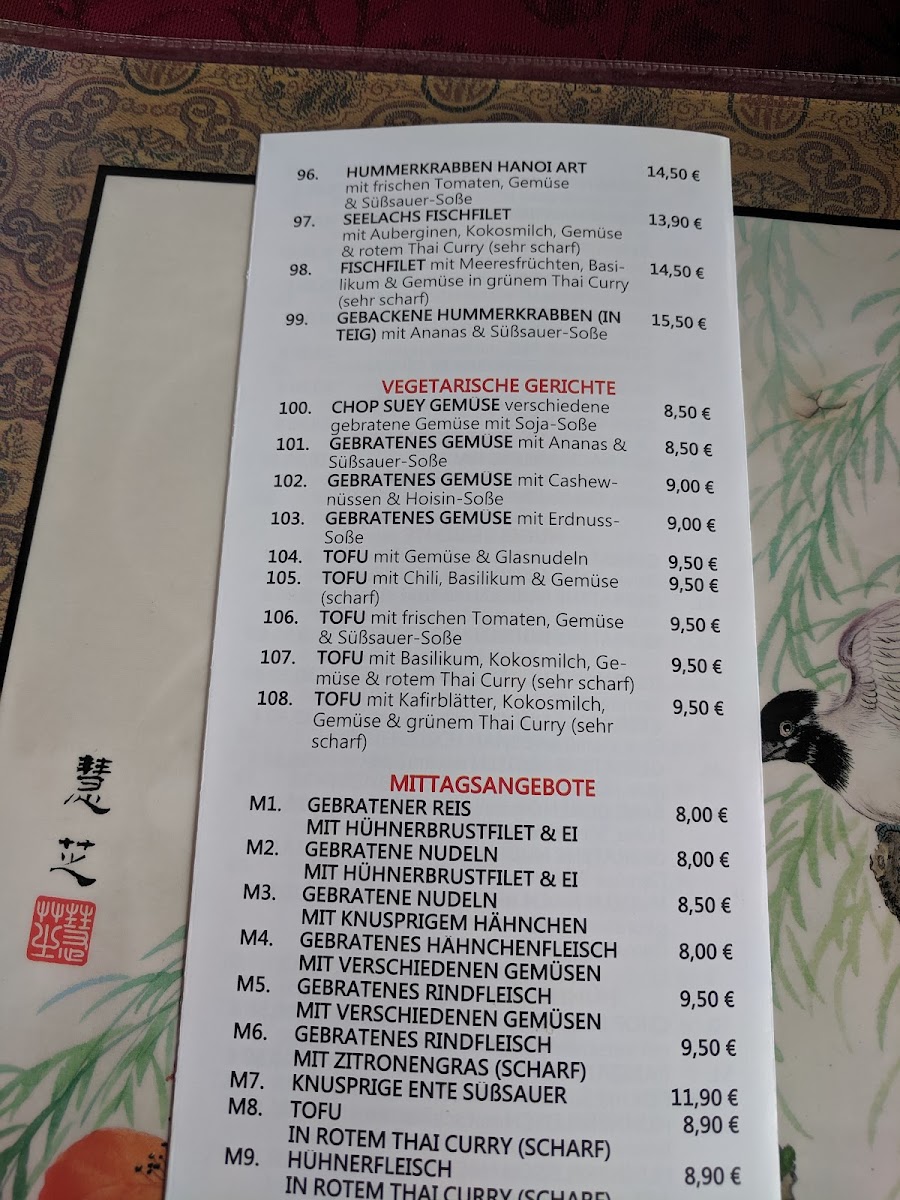 96. HUMMERKRABBEN HANOI ART 14,50 €
mit frischen Tomaten, Gemüse
& Süßsauer-Soße
97. SEELACHS FISCHFILET 13,90 €
mit Auberginen, Kokosmilch, Gemüse
& rotem Thai Curry (sehr scharf)
98. FISCHFILET mit Meeresfrüchten, Basi- 14,50 €
likum & Gemüse in grünem Thai Curry
(sehr scharf)
99. GEBACKENE HUMMERKRABBEN (IN 15,50 €
TEIG) mit Ananas & Süßsauer-Soße
VEGETARISCHE GERICHTE
100. CHOP SUEY GEMÜSE verschiedene 8,50 €
gebratene Gemüse mit Soja-Soße
101. GEBRATENES GEMÜSE mit Ananas & 8,50 €
Süßsauer-Soße
102. GEBRATENES GEMÜSE mit Cashew- 9,00 €
nüssen & Hoisin-Soße
103. GEBRATENES GEMÜSE mit Erdnuss- 9,00 €
Soße
104. TOFU mit Gemüse & Glasnudeln 9,50 €
105. TOFU mit Chili, Basilikum & Gemüse 9,50 €
(scharf)
106. TOFU mit frischen Tomaten, Gemüse 9,50 €
& Süßsauer-Soße
107. TOFU mit Basilikum, Kokosmilch, Ge- 9,50 €
müse & rotem Thai Curry (sehr scharf)
108. TOFU mit Kafirblätter, Kokosmilch, 9,50 €
Gemüse & grünem Thai Curry (sehr
scharf)
MITTAGSANGEBOTE
M1. GEBRATENER REIS 8,00 €
MIT HÜHNERBRUSTFILET & EI
M2. GEBRATENE NUDELN 8,00 €
MIT HÜHNERBRUSTFILET & EI
M3. GEBRATENE NUDELN 8,50 €
MIT KNUSPRIGEM HÄHNCHEN
M4. GEBRATENES HÄHNCHENFLEISCH 8,00 €
MIT VERSCHIEDENEN GEMÜSEN
M5. GEBRATENES RINDFLEISCH 9,50 €
MIT VERSCHIEDENEN GEMÜSEN
M6. GEBRATENES RINDFLEISCH 9,50 €
MIT ZITRONENGRAS (SCHARF)
M7. KNUSPRIGE ENTE SÜßSAUER 11,90 €
M8. TOFU 8,90 €
IN ROTEM THAI CURRY (SCHARF)
M9. HÜHNERFLEISCH 8,90 €
IN ROTEM THAI CURRY (SCHARF)
慧
芝